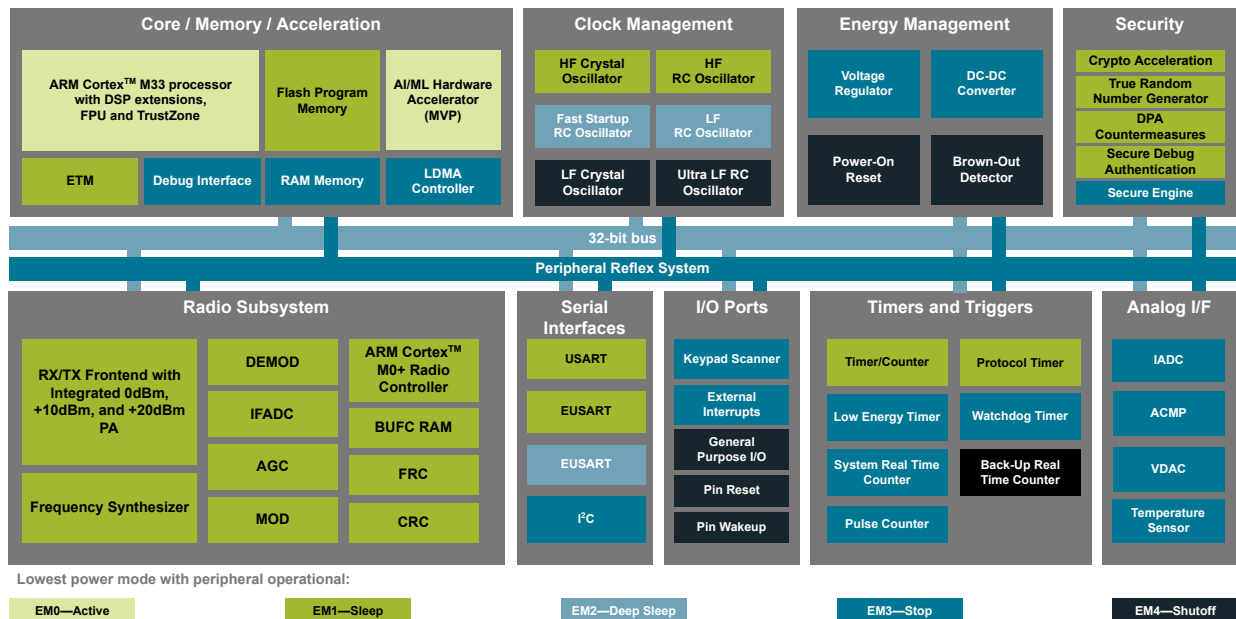 Core / Memory / Acceleration
ARM Cortex™ M33 processor
with DSP extensions,
FPU and TrustZone
Flash Program
Memory
AI/ML Hardware
Accelerator
(MVP)
ETM
Debug Interface
RAM Memory
LDMA
Controller
Clock Management
HF Crystal
Oscillator
HF
RC Oscillator
Fast Startup
RC Oscillator
LF
RC Oscillator
LF Crystal
Oscillator
Ultra LF RC
Oscillator
Energy Management
Voltage
Regulator
DC-DC
Converter
Power-On
Reset
Brown-Out
Detector
Security
Crypto Acceleration
True Random
Number Generator
DPA
Countermeasures
Secure Debug
Authentication
Secure Engine
32-bit bus
Peripheral Reflex System
Radio Subsystem
RX/TX Frontend with
Integrated 0dBm,
+10dBm, and +20dBm
PA
Frequency Synthesizer
DEMOD
IFADC
AGC
MOD
ARM Cortex™
M0+ Radio
Controller
BUFC RAM
FRC
CRC
Serial
Interfaces
USART
EUSART
EUSART
I²C
I/O Ports
Keypad Scanner
External
Interrupts
General
Purpose I/O
Pin Reset
Pin Wakeup
Timers and Triggers
Timer/Counter
Protocol Timer
Low Energy Timer
Watchdog Timer
System Real Time
Counter
Back-Up Real
Time Counter
Pulse Counter
Analog I/F
IADC
ACMP
VDAC
Temperature
Sensor
Lowest power mode with peripheral operational:
EM0—Active
EM1—Sleep
EM2—Deep Sleep
EM3—Stop
EM4—Shutoff